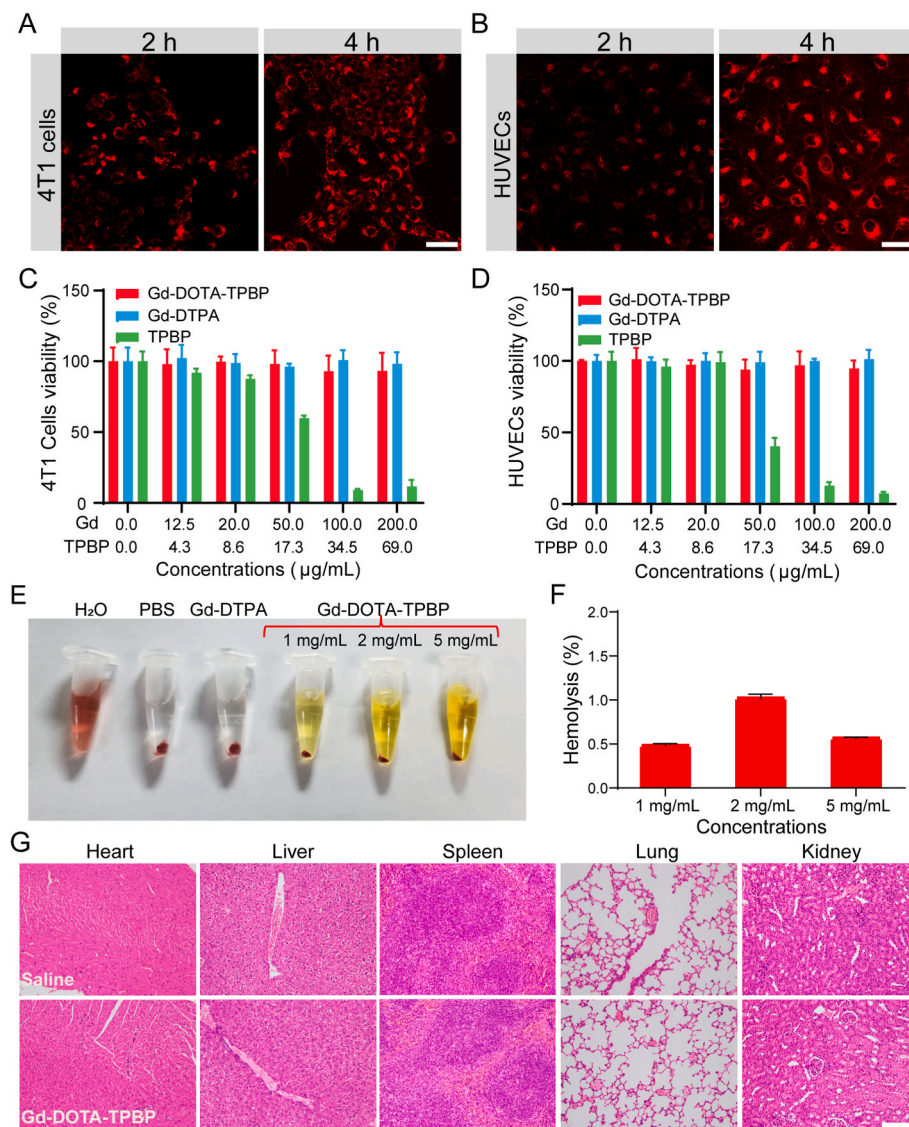 A
2 h
4 h
4T1 cells
B
2 h
4 h
HUVECs
C
Gd-DOTA-TPBP
Gd-DTPA
TPBP
4T1 Cells viability (%)
150
100
50
0
Gd 0.0 12.5 20.0 50.0 100.0 200.0
TPBP 0.0 4.3 8.6 17.3 34.5 69.0
Concentrations ( µg/mL)
D
Gd-DOTA-TPBP
Gd-DTPA
TPBP
HUVECs viability (%)
150
100
50
0
Gd 0.0 12.5 20.0 50.0 100.0 200.0
TPBP 0.0 4.3 8.6 17.3 34.5 69.0
Concentrations ( µg/mL)
E
H₂O PBS Gd-DTPA Gd-DOTA-TPBP
1 mg/mL 2 mg/mL 5 mg/mL
F
Hemolysis (%)
2.0
1.5
1.0
0.5
0.0
1 mg/mL 2 mg/mL 5 mg/mL
Concentrations
G
Heart Liver Spleen Lung Kidney
Saline
Gd-DOTA-TPBP